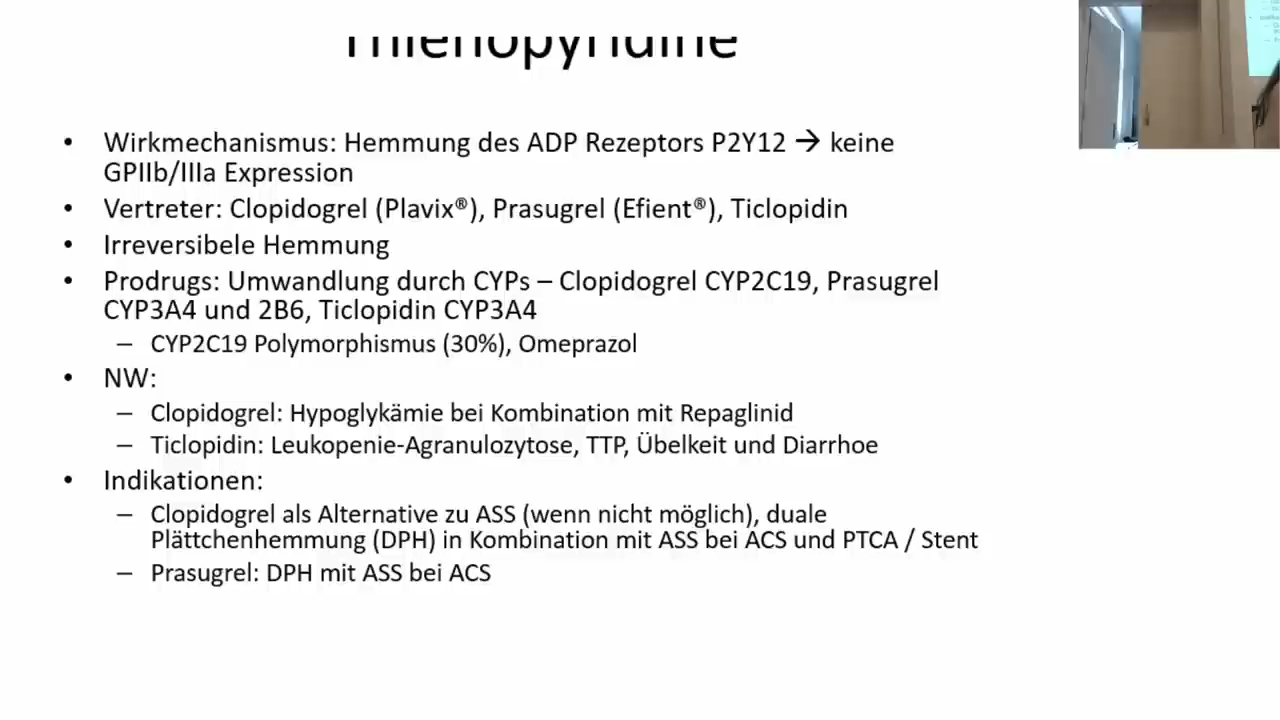 Thienopyridine
• Wirkmechanismus: Hemmung des ADP Rezeptors P2Y12 → keine
GPIIb/IIIa Expression
• Vertreter: Clopidogrel (Plavix®), Prasugrel (Efient®), Ticlopidin
• Irreversibele Hemmung
• Prodrugs: Umwandlung durch CYPs – Clopidogrel CYP2C19, Prasugrel
CYP3A4 und 2B6, Ticlopidin CYP3A4
– CYP2C19 Polymorphismus (30%), Omeprazol
• NW:
– Clopidogrel: Hypoglykämie bei Kombination mit Repaglinid
– Ticlopidin: Leukopenie-Agranulozytose, TTP, Übelkeit und Diarrhoe
• Indikationen:
– Clopidogrel als Alternative zu ASS (wenn nicht möglich), duale
Plättchenhemmung (DPH) in Kombination mit ASS bei ACS und PTCA / Stent
– Prasugrel: DPH mit ASS bei ACS